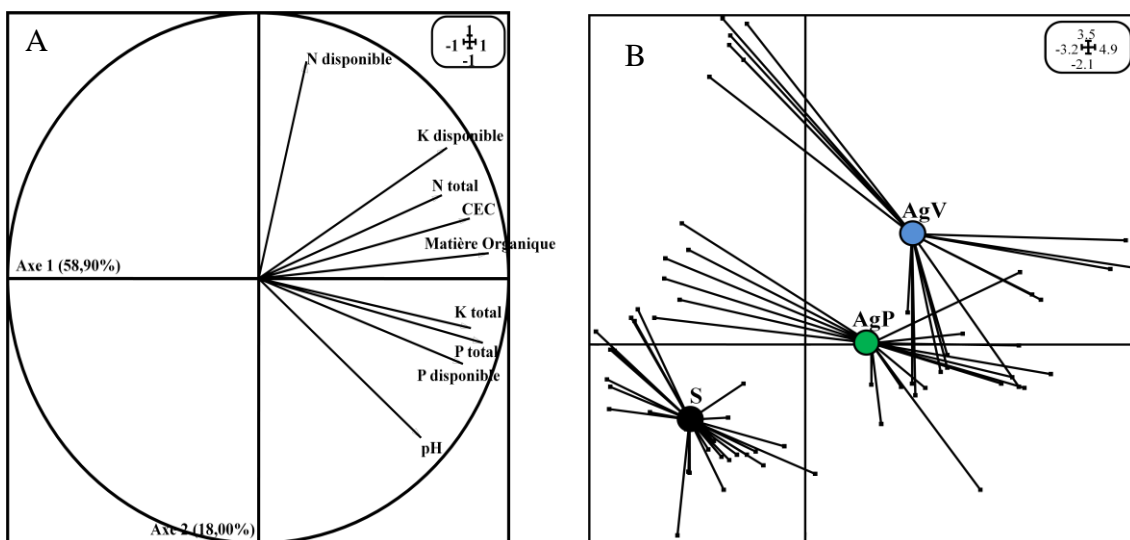 A
1
-1 1
-1
N disponible
K disponible
N total
CEC
Matière Organique
Axe 1 (58,90%)
K total
P total
P disponible
pH
Axe 2 (18,00%)
B
3.5
-3.2 4.9
-2.1
AgV
AgP
S